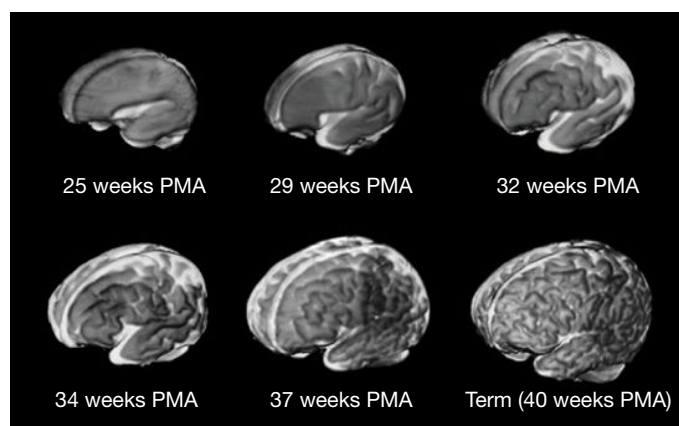 25 weeks PMA
29 weeks PMA
32 weeks PMA
34 weeks PMA
37 weeks PMA
Term (40 weeks PMA)